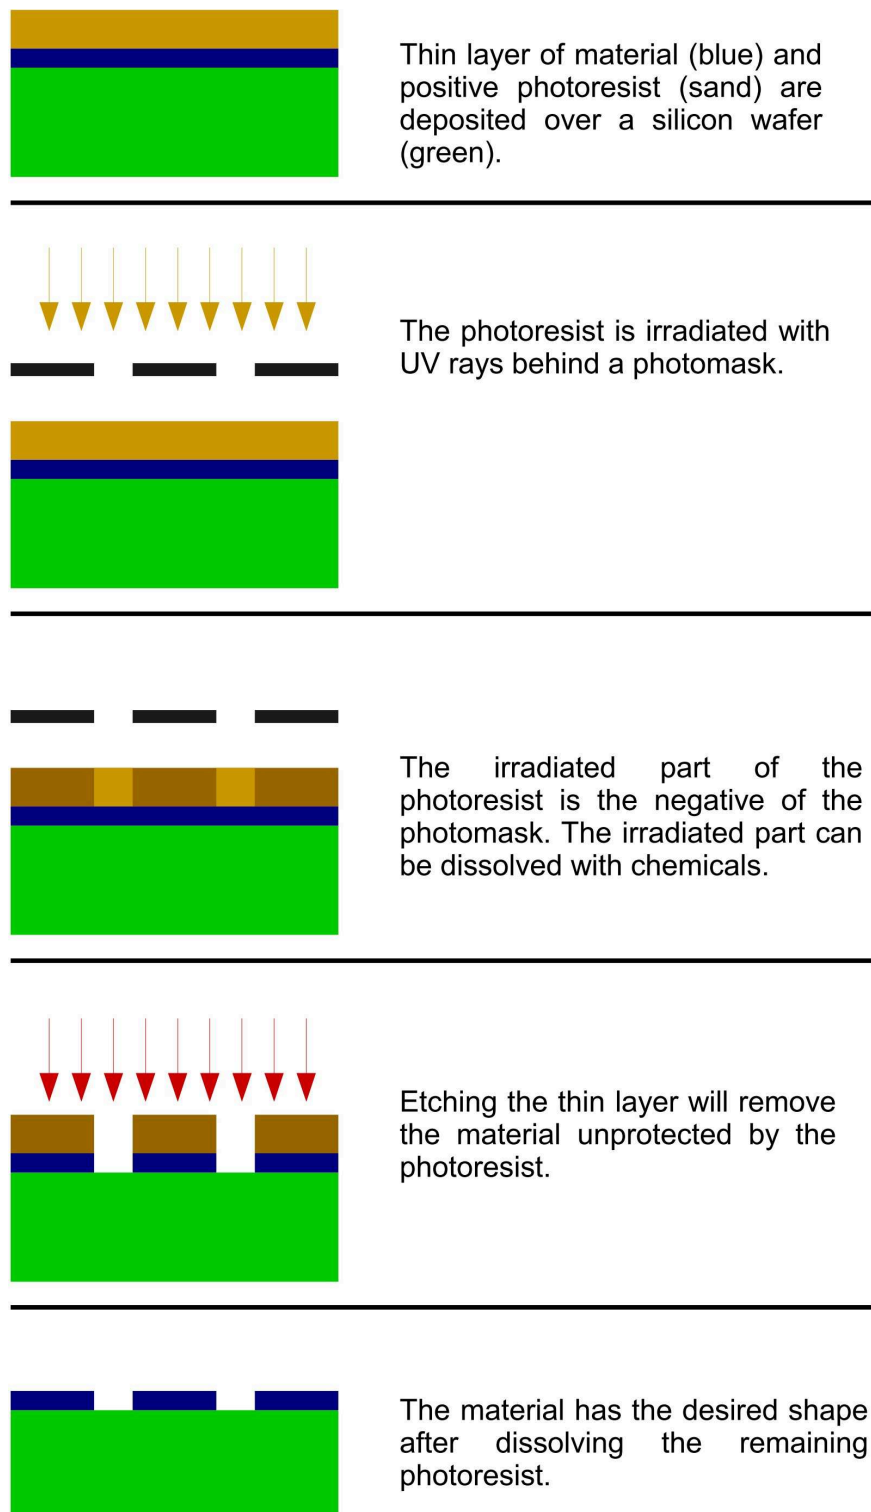 Thin layer of material (blue) and
positive photoresist (sand) are
deposited over a silicon wafer
(green).
The photoresist is irradiated with
UV rays behind a photomask.
The irradiated part of the
photoresist is the negative of the
photomask. The irradiated part can
be dissolved with chemicals.
Etching the thin layer will remove
the material unprotected by the
photoresist.
The material has the desired shape
after dissolving the remaining
photoresist.